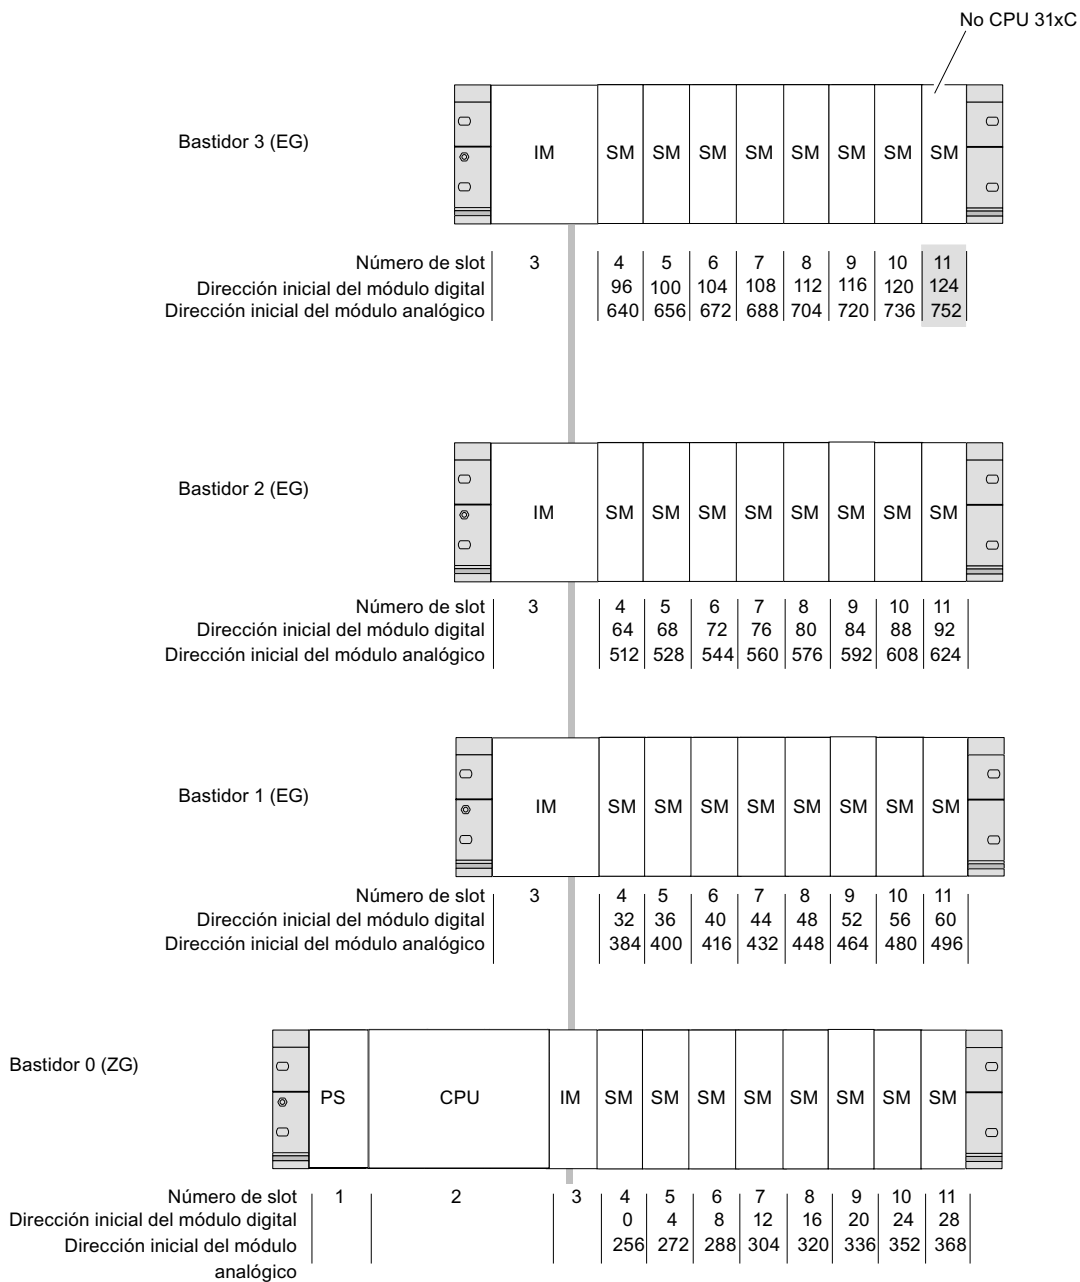 No CPU 31xC
Bastidor 3 (EG)
IM SM SM SM SM SM SM SM SM
Número de slot 3 4 5 6 7 8 9 10 11
Dirección inicial del módulo digital 96 100 104 108 112 116 120 124
Dirección inicial del módulo analógico 640 656 672 688 704 720 736 752
Bastidor 2 (EG)
IM SM SM SM SM SM SM SM SM
Número de slot 3 4 5 6 7 8 9 10 11
Dirección inicial del módulo digital 64 68 72 76 80 84 88 92
Dirección inicial del módulo analógico 512 528 544 560 576 592 608 624
Bastidor 1 (EG)
IM SM SM SM SM SM SM SM SM
Número de slot 3 4 5 6 7 8 9 10 11
Dirección inicial del módulo digital 32 36 40 44 48 52 56 60
Dirección inicial del módulo analógico 384 400 416 432 448 464 480 496
Bastidor 0 (ZG)
PS CPU IM SM SM SM SM SM SM SM SM
Número de slot 1 2 3 4 5 6 7 8 9 10 11
Dirección inicial del módulo digital 0 4 8 12 16 20 24 28
Dirección inicial del módulo 256 272 288 304 320 336 352 368
analógico